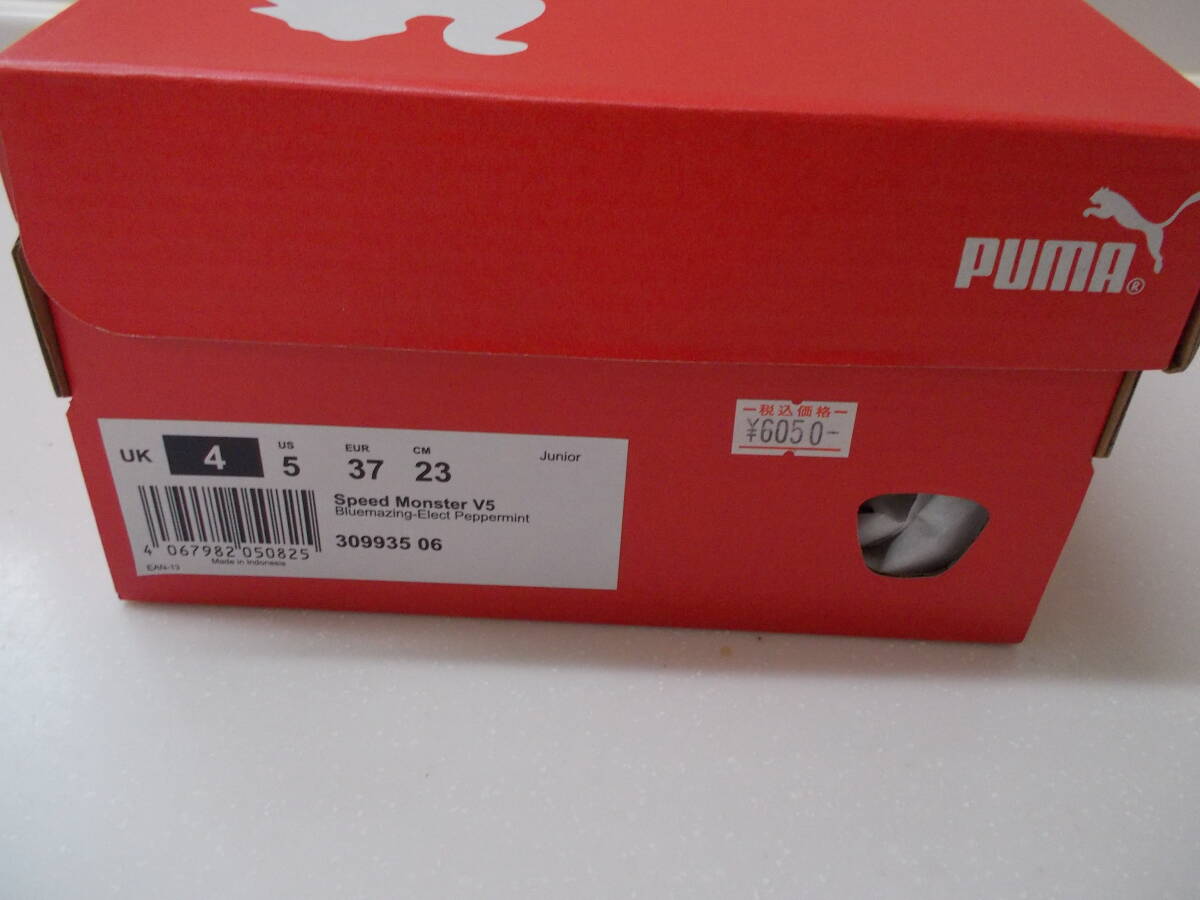 PUMA®
税込価格
¥6050-
UK 4 US 5 EUR 37 CM 23 Junior
Speed Monster V5
Bluemazing-Elect Peppermint
309935 06
4 067982 050825
EAN-13 Made in Indonesia